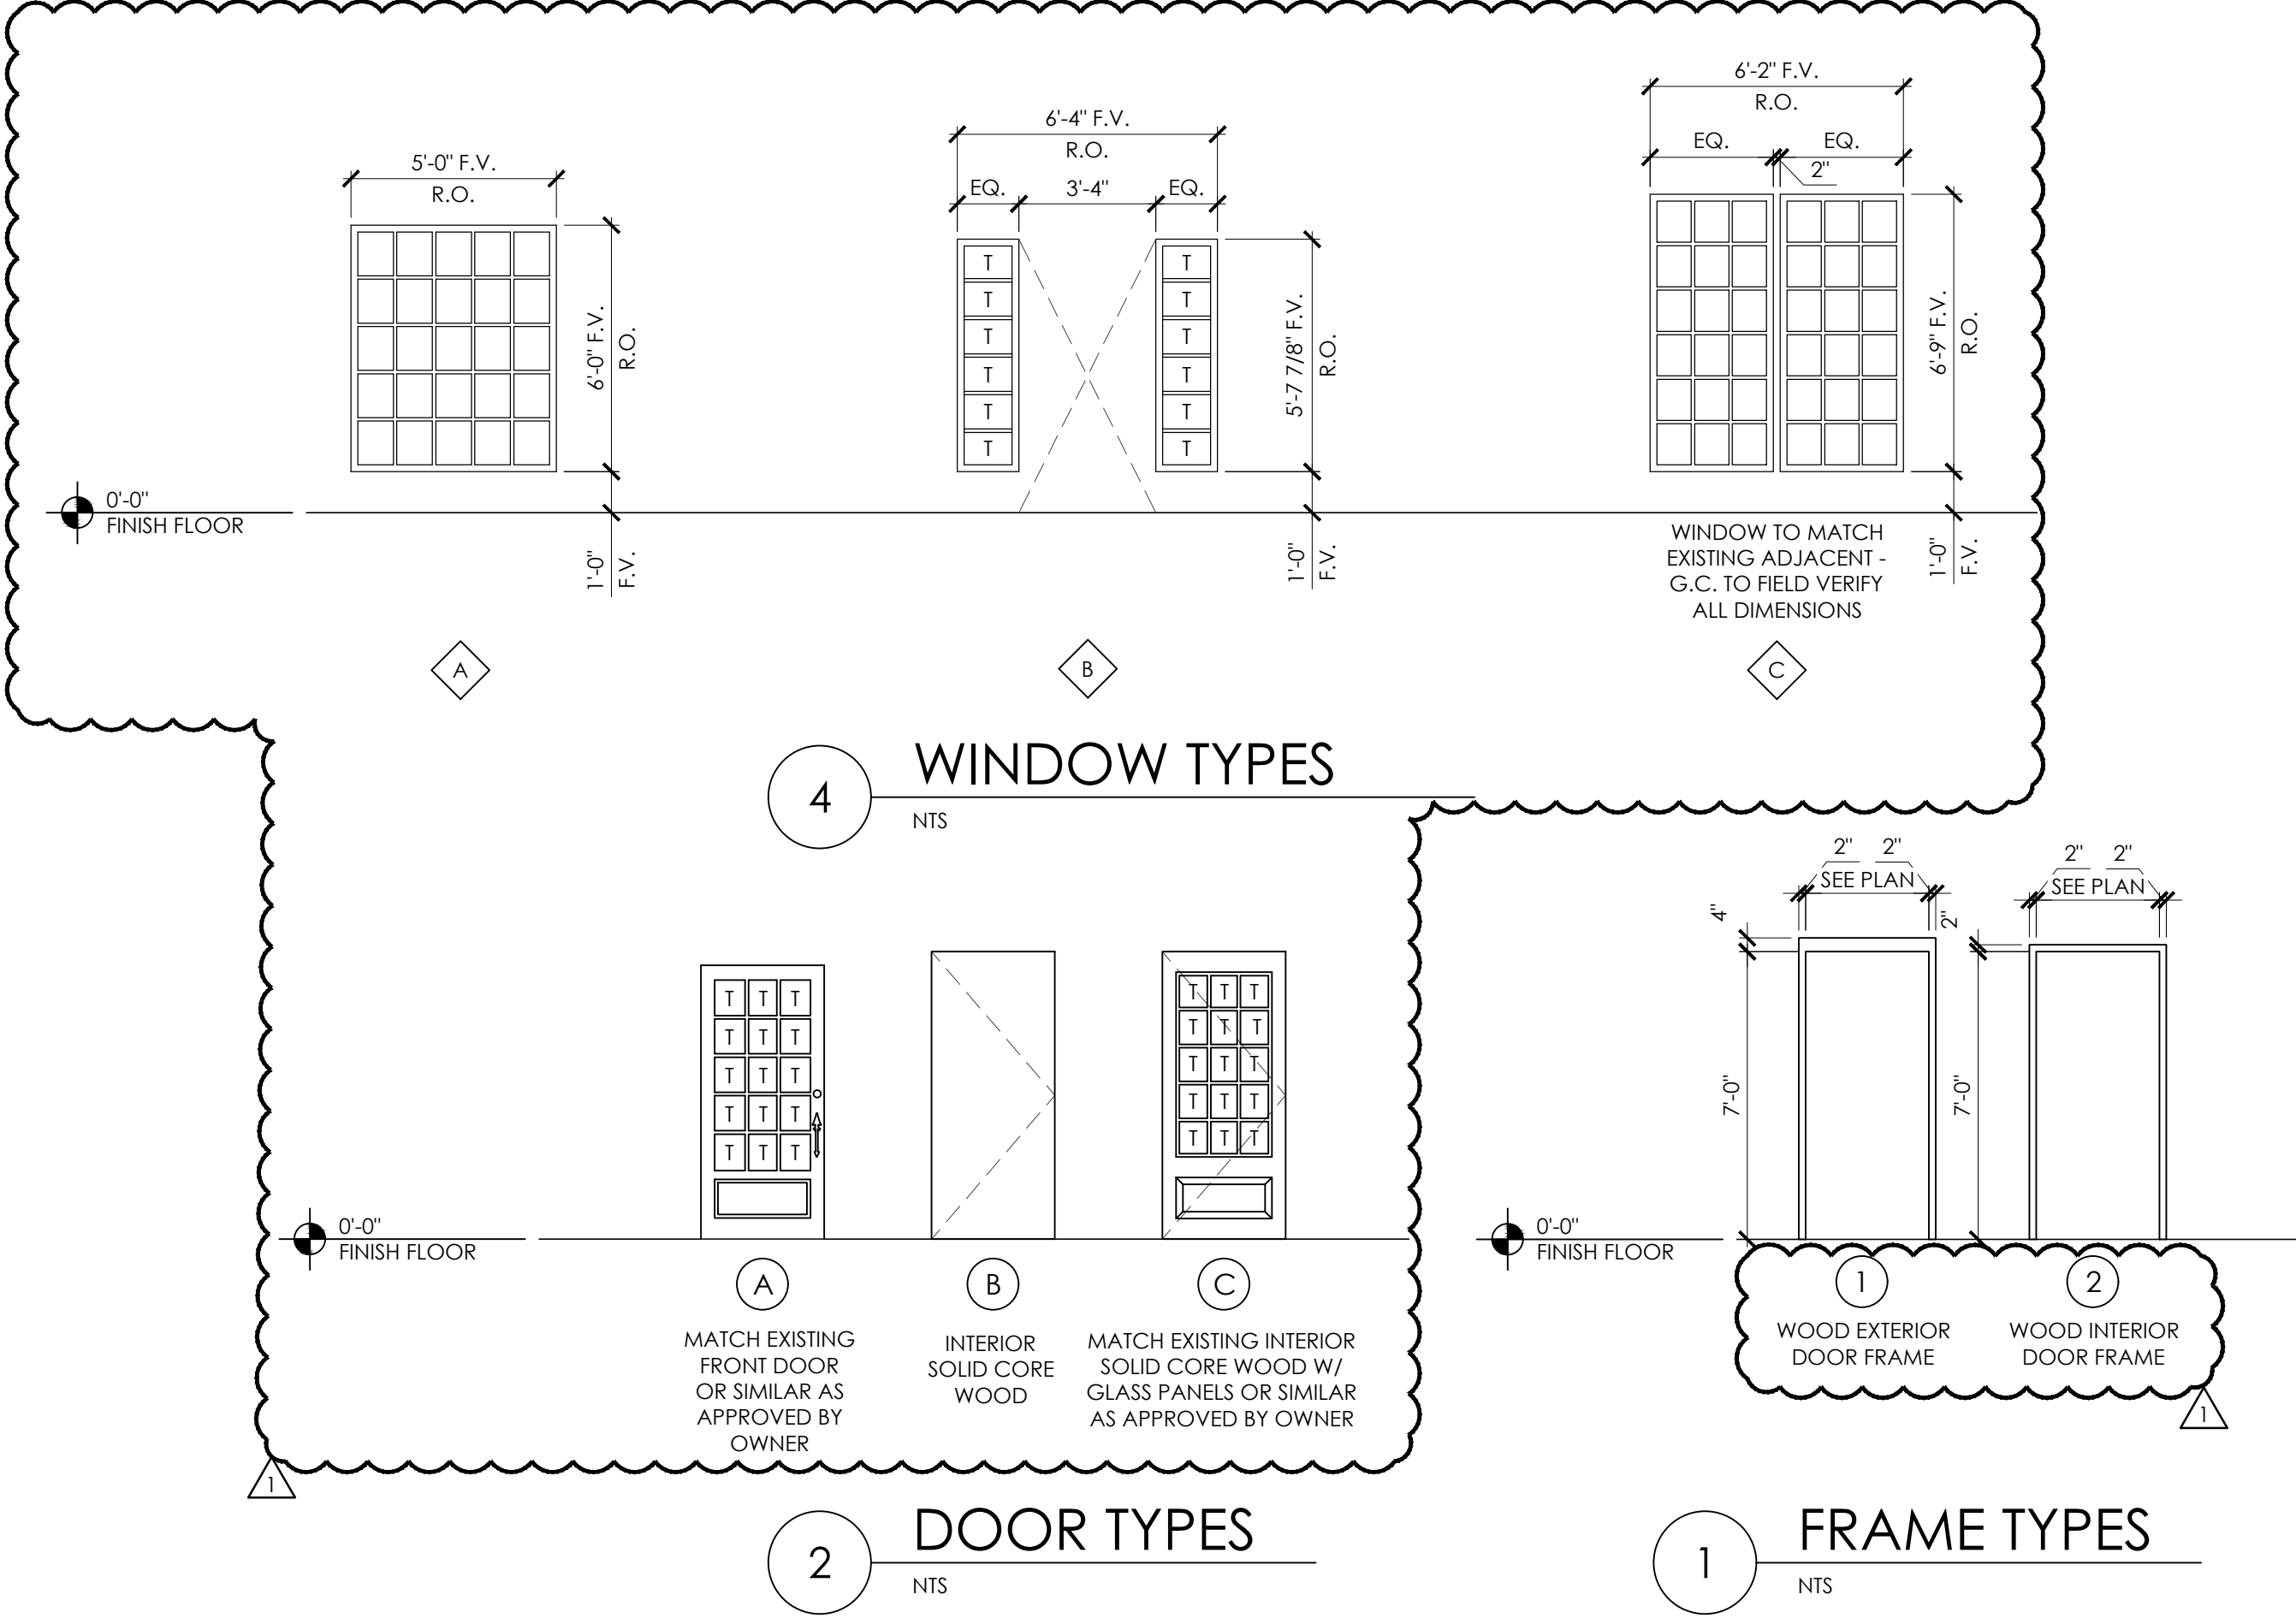 5'-0" F.V.
R.O.
6'-0" F.V.
R.O.
1'-0"
F.V.
0'-0"
FINISH FLOOR
A
6'-4" F.V.
R.O.
EQ. 3'-4" EQ.
T T
T T
T T
T T
T T
T T
5'-7 7/8" F.V.
R.O.
1'-0"
F.V.
B
6'-2" F.V.
R.O.
EQ. EQ.
2"
6'-9" F.V.
R.O.
1'-0"
F.V.
WINDOW TO MATCH
EXISTING ADJACENT -
G.C. TO FIELD VERIFY
ALL DIMENSIONS
C
4
WINDOW TYPES
NTS
T T T
T T T
T T T
T T T
T T T
T T T
T T T
T T T
T T T
T T T
0'-0"
FINISH FLOOR
A
MATCH EXISTING
FRONT DOOR
OR SIMILAR AS
APPROVED BY
OWNER
B
INTERIOR
SOLID CORE
WOOD
C
MATCH EXISTING INTERIOR
SOLID CORE WOOD W/
GLASS PANELS OR SIMILAR
AS APPROVED BY OWNER
1
2
DOOR TYPES
NTS
2" 2"
SEE PLAN
4"
7'-0"
2" 2"
SEE PLAN
2"
7'-0"
0'-0"
FINISH FLOOR
1
WOOD EXTERIOR
DOOR FRAME
2
WOOD INTERIOR
DOOR FRAME
1
1
FRAME TYPES
NTS